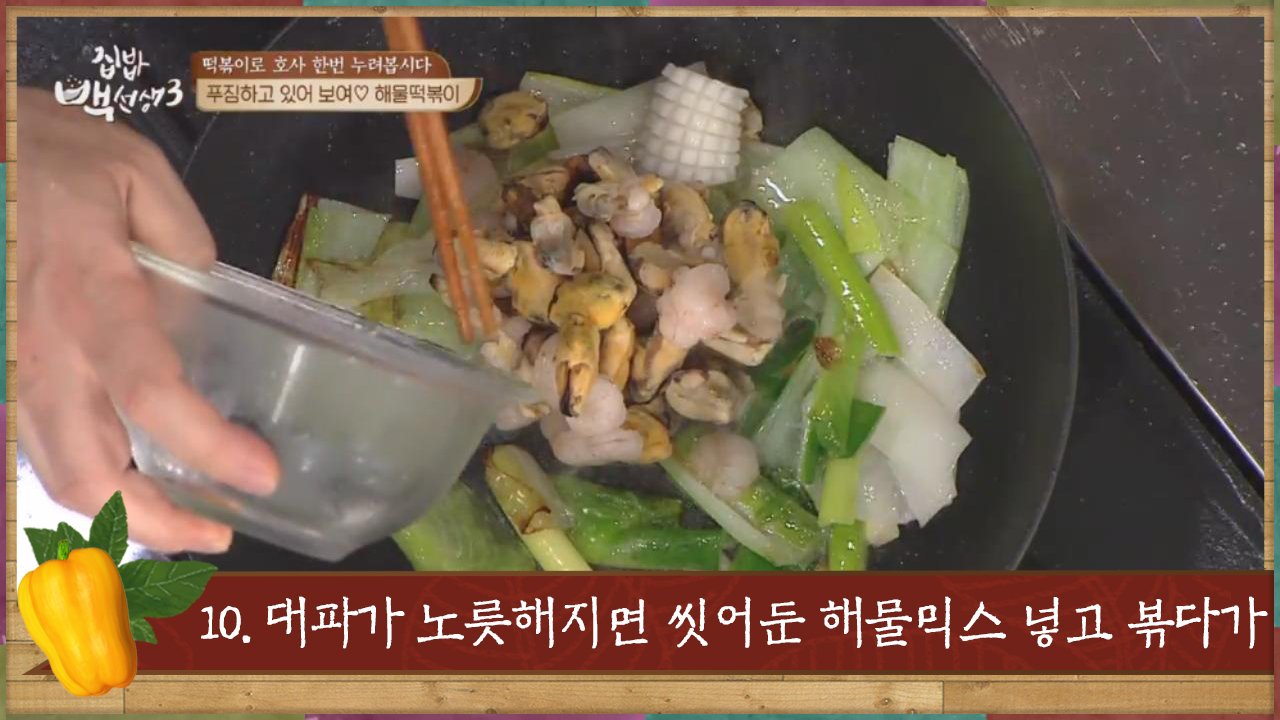 집밥
백선생3
떡볶이로 호사 한번 누려봅시다
푸짐하고 있어 보여♡ 해물떡볶이
10. 대파가 노릇해지면 씻어둔 해물믹스 넣고 볶다가